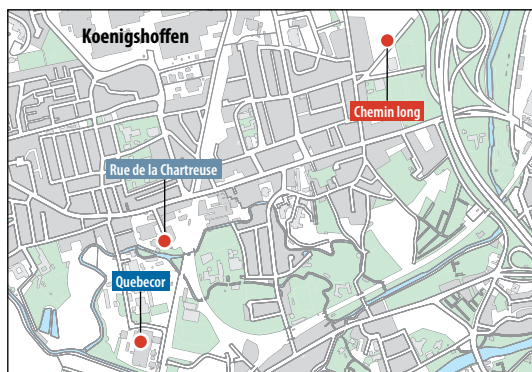 Koenigshoffen
Chemin long
Rue de la Chartreuse
Quebecor